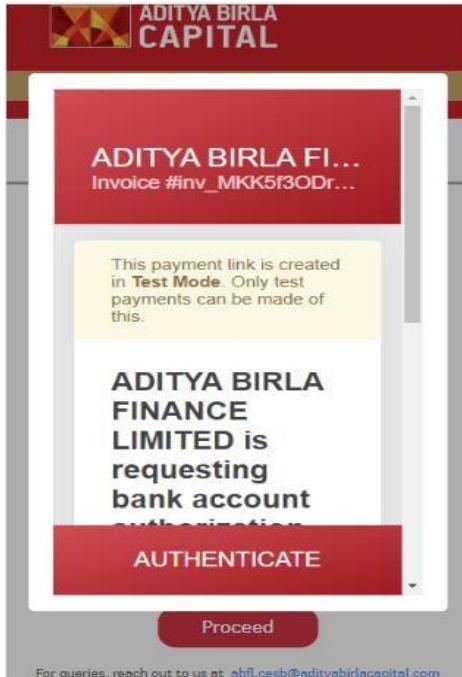 ADITYA BIRLA
CAPITAL
ADITYA BIRLA FI...
Invoice #inv_MKK5f3ODr...
This payment link is created
in Test Mode. Only test
payments can be made of
this.
ADITYA BIRLA
FINANCE
LIMITED is
requesting
bank account
authorization
AUTHENTICATE
Proceed
For queries, reach out to us at abfl.cesb@adityabirlacapital.com